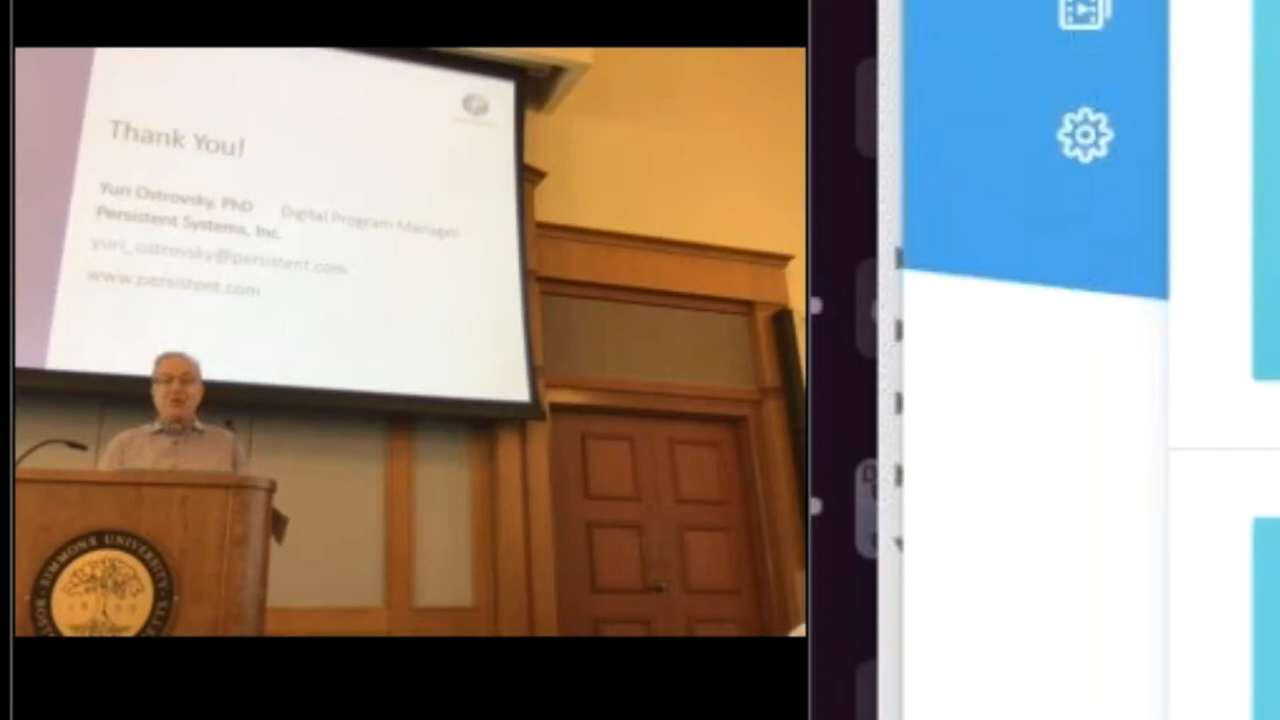 Thank You!
Yuri Ostrovsky, PhD Digital Program Manager
Persistent Systems, Inc.
yuri_ostrovsky@persistent.com
www.persistent.com
SIMMONS UNIVERSITY